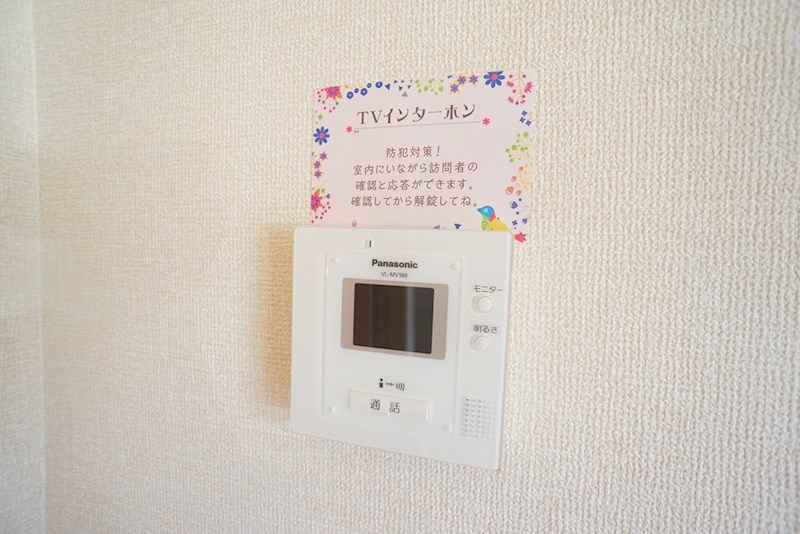 TVインターホン
防犯対策！
室内にいながら訪問者の
確認と応答ができます。
確認してから解錠してね。
Panasonic
VL-MV188
モニター
明るさ
通話